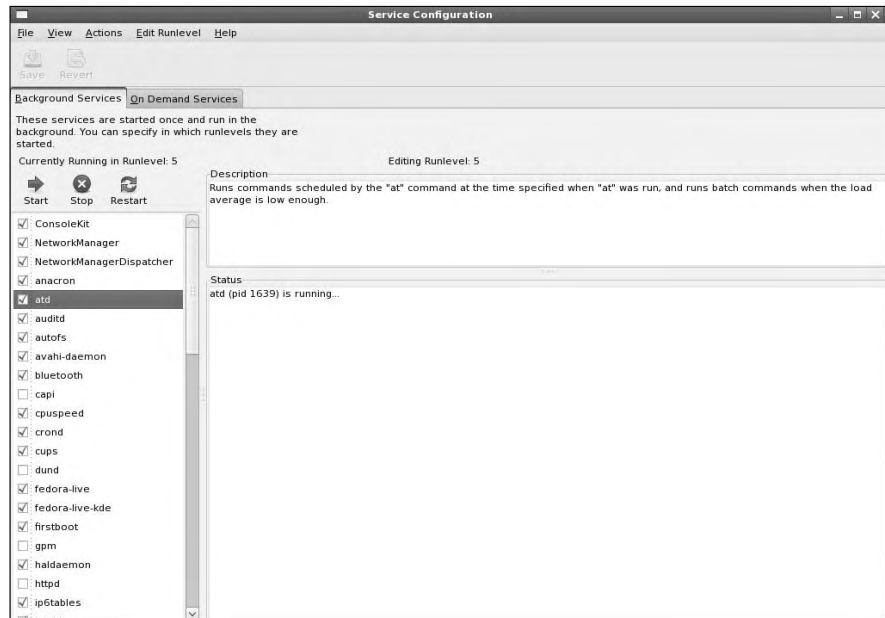 Service Configuration
File View Actions Edit Runlevel Help
Save Revert
Background Services On Demand Services
These services are started once and run in the
background. You can specify in which runlevels they are
started.
Currently Running in Runlevel: 5 Editing Runlevel: 5
Start Stop Restart
Description
Runs commands scheduled by the "at" command at the time specified when "at" was run, and runs batch commands when the load
average is low enough.
ConsoleKit
NetworkManager
NetworkManagerDispatcher
anacron
atd
auditd
autofs
avahi-daemon
bluetooth
capi
cpuspeed
crond
cups
dund
fedora-live
fedora-live-kde
firstboot
gpm
haldaemon
httpd
ip6tables
Status
atd (pid 1639) is running...